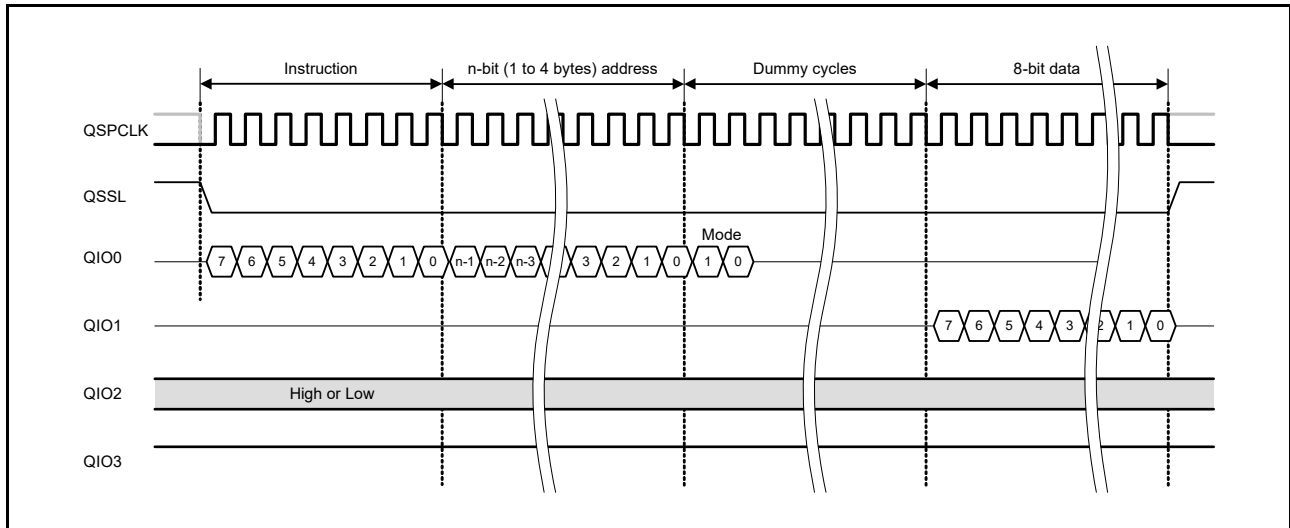 Instruction n-bit (1 to 4 bytes) address Dummy cycles 8-bit data
QSPCLK
QSSL
Mode
QIO0 7 6 5 4 3 2 1 0 n-1 n-2 n-3 3 2 1 0 1 0
QIO1 7 6 5 4 3 2 1 0
QIO2 High or Low
QIO3